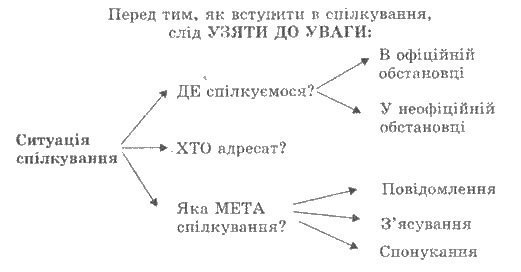 Перед тим, як вступити в спілкування,
слід УЗЯТИ ДО УВАГИ:
В офіційній
обстановці
ДЕ спілкуємося?
У неофіційній
обстановці
Ситуація
спілкування
ХТО адресат?
Повідомлення
Яка МЕТА
спілкування?
З'ясування
Спонукання